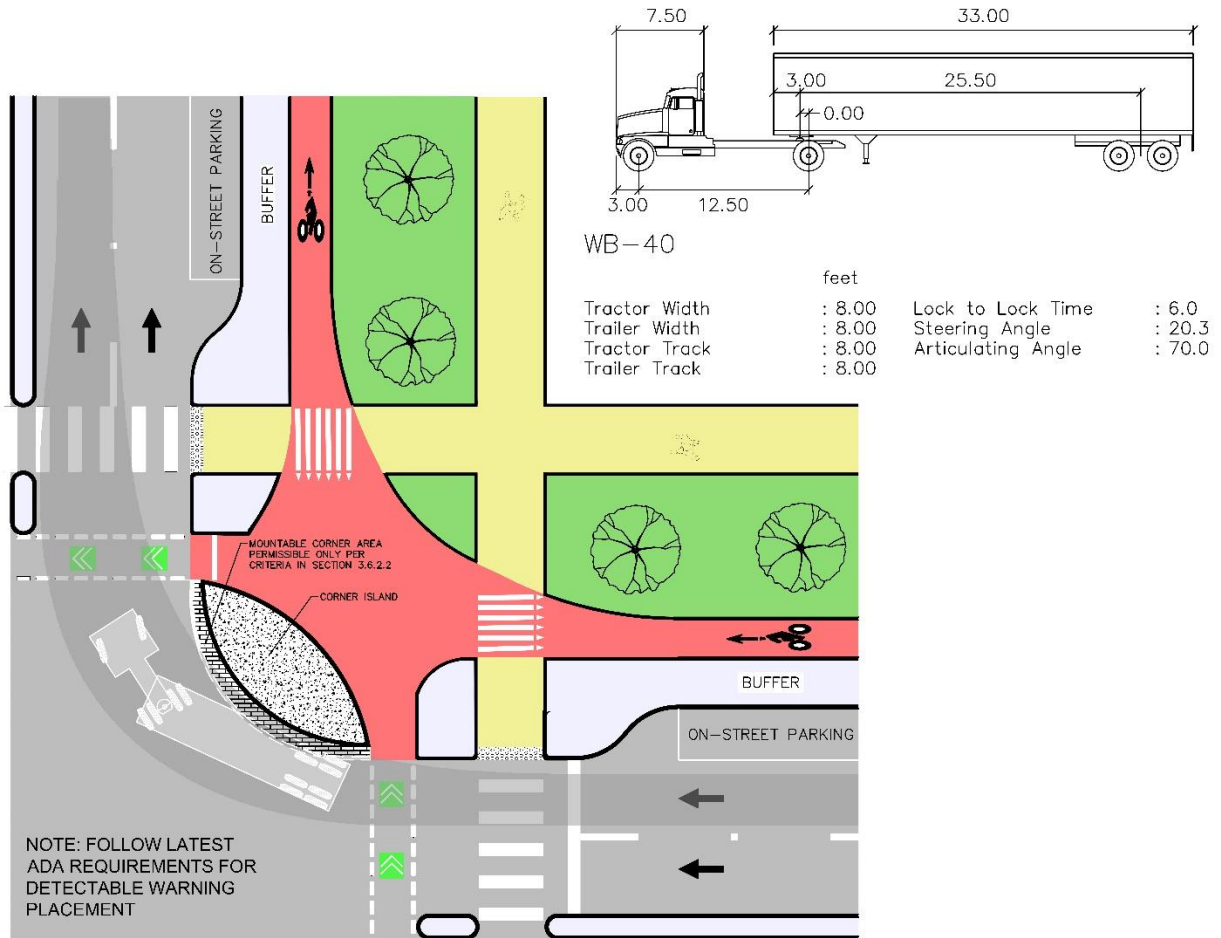 7.50
33.00
3.00
25.50
0.00
3.00
12.50
WB-40
feet
Tractor Width : 8.00 Lock to Lock Time : 6.0
Trailer Width : 8.00 Steering Angle : 20.3
Tractor Track : 8.00 Articulating Angle : 70.0
Trailer Track : 8.00
ON-STREET PARKING
BUFFER
MOUNTABLE CORNER AREA
PERMISSIBLE ONLY PER
CRITERIA IN SECTION 3.6.2.2
CORNER ISLAND
BUFFER
ON-STREET PARKING
NOTE: FOLLOW LATEST
ADA REQUIREMENTS FOR
DETECTABLE WARNING
PLACEMENT